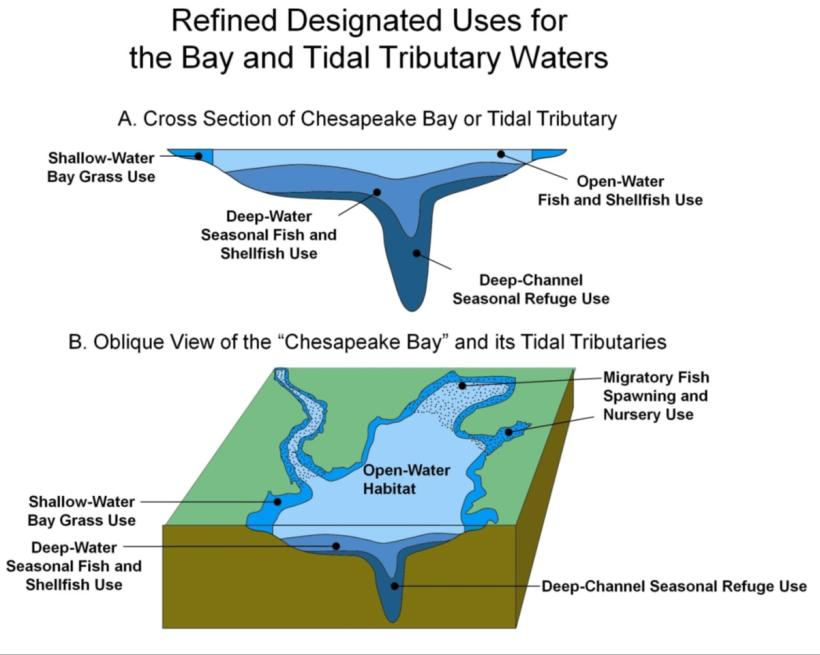 Refined Designated Uses for
the Bay and Tidal Tributary Waters
A. Cross Section of Chesapeake Bay or Tidal Tributary
Shallow-Water
Bay Grass Use
Open-Water
Fish and Shellfish Use
Deep-Water
Seasonal Fish and
Shellfish Use
Deep-Channel
Seasonal Refuge Use
B. Oblique View of the “Chesapeake Bay” and its Tidal Tributaries
Migratory Fish
Spawning and
Nursery Use
Open-Water
Habitat
Shallow-Water
Bay Grass Use
Deep-Water
Seasonal Fish and
Shellfish Use
Deep-Channel Seasonal Refuge Use